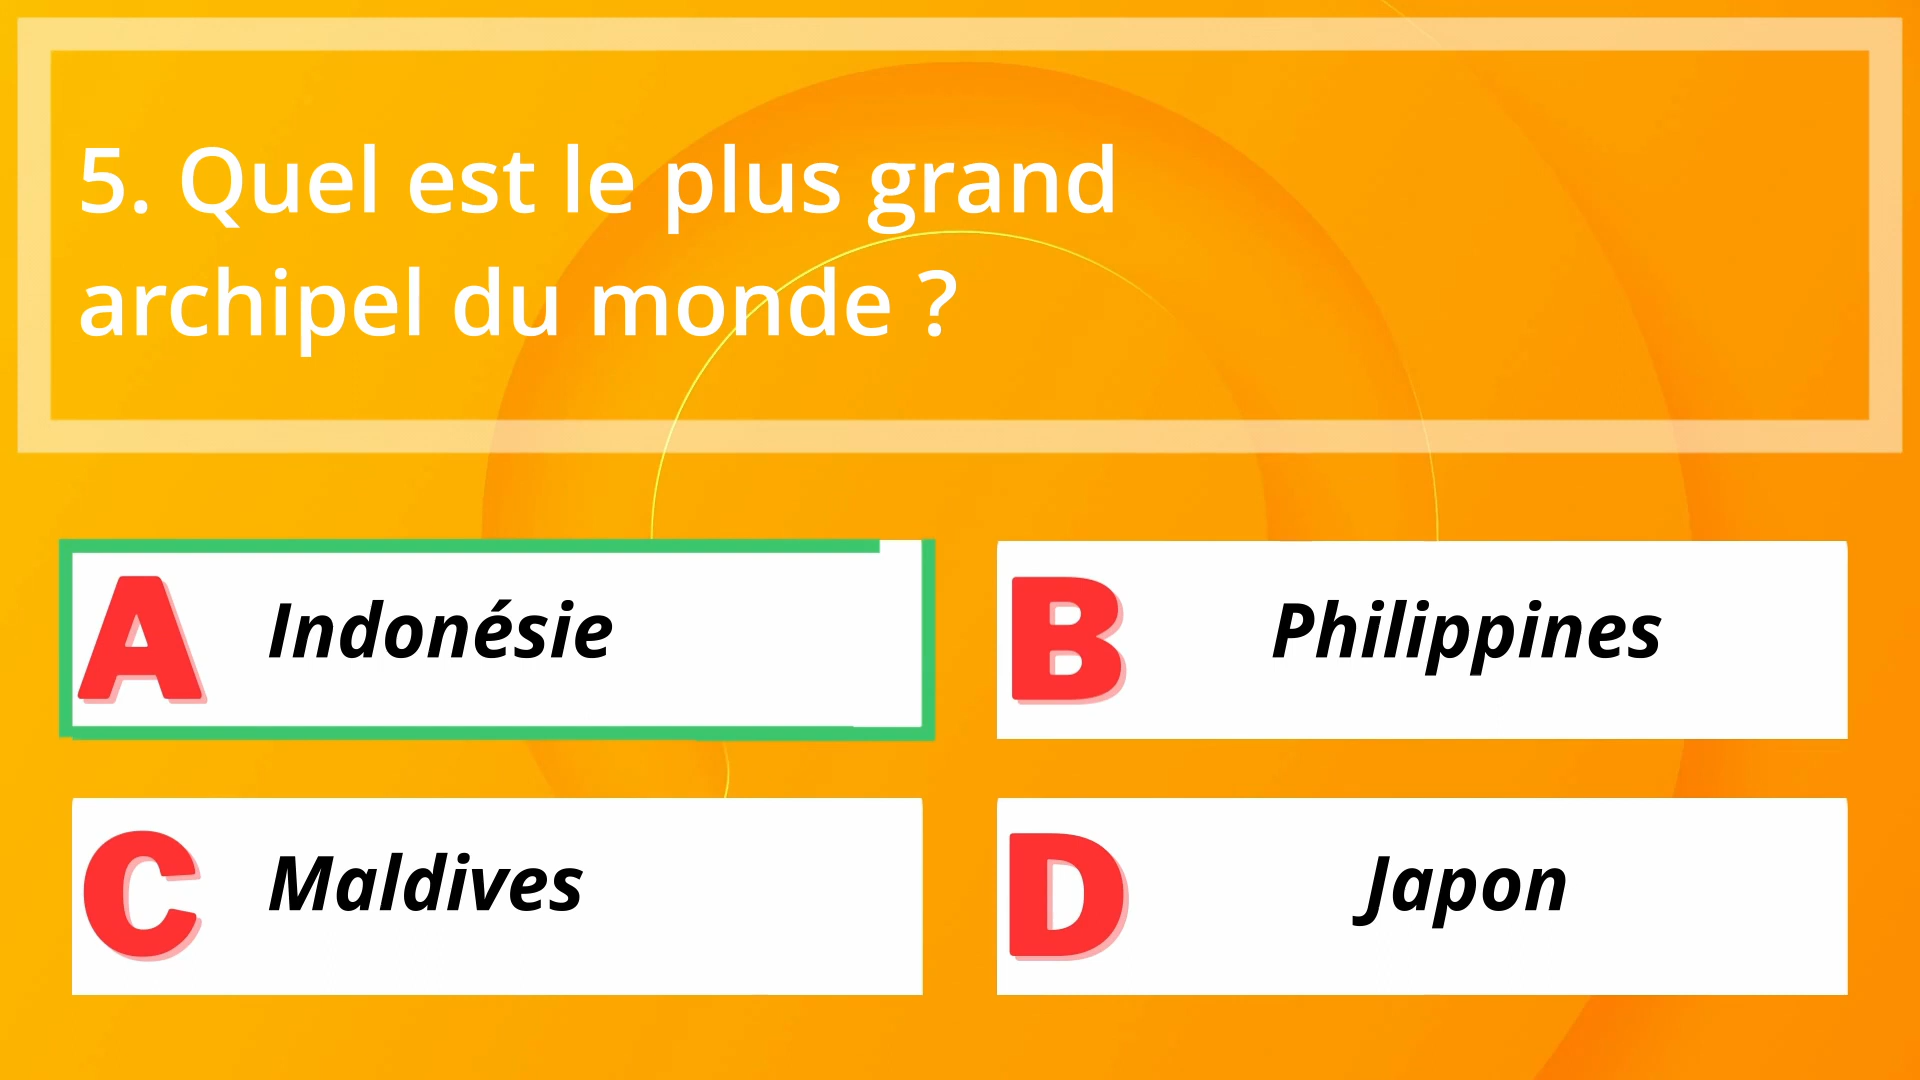 5. Quel est le plus grand
archipel du monde ?
A Indonésie
B Philippines
C Maldives
D Japon